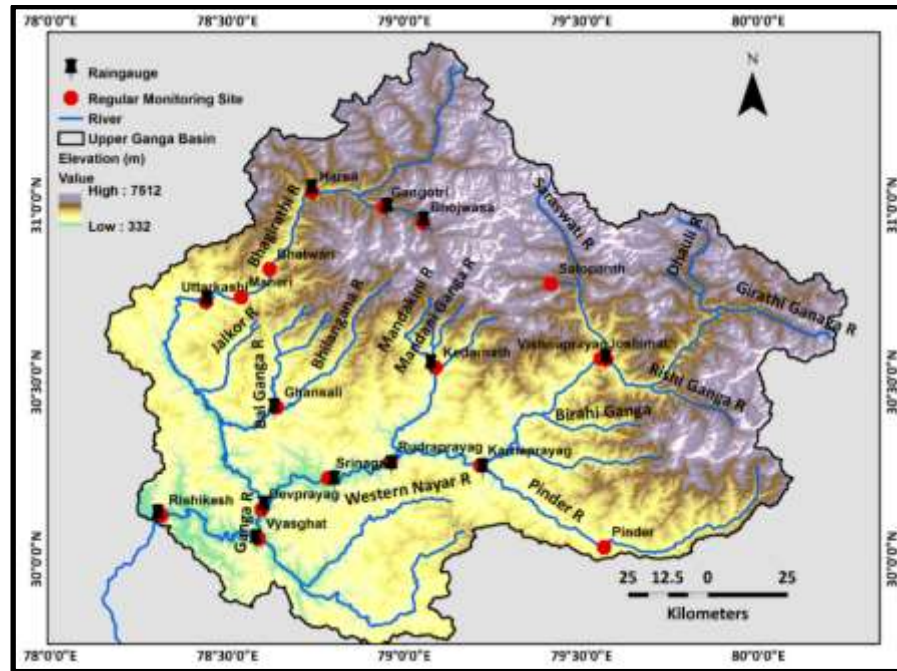 78°0'0"E 78°30'0"E 79°0'0"E 79°30'0"E 80°0'0"E
Raingauge
Regular Monitoring Site
River
Upper Ganga Basin
Elevation (m)
Value
High : 7512
Low : 332
N
31°0'0"N
31°0'0"N
30°30'0"N
30°30'0"N
30°0'0"N
30°0'0"N
Harsil
Gangotri
Bhojwasa
Bhagirathi R
Bhatwari
Maneri
Uttarkashi
Jalkor R
Bal Ganga R
Bhilangana R
Ghansali
Mandakini R
Mandani Ganga R
Kedarnath
Saraswati R
Satopanth
Dhauli R
Girathi Ganaga R
Vishnuprayag
Joshimath
Rishi Ganga R
Birahi Ganga
Rudraprayag
Karnaprayag
Srinagar
Western Nayar R
Pinder R
Pinder
Devprayag
Rishikesh
Ganga R
Vyasghat
25 12.5 0 25
Kilometers
78°0'0"E 78°30'0"E 79°0'0"E 79°30'0"E 80°0'0"E